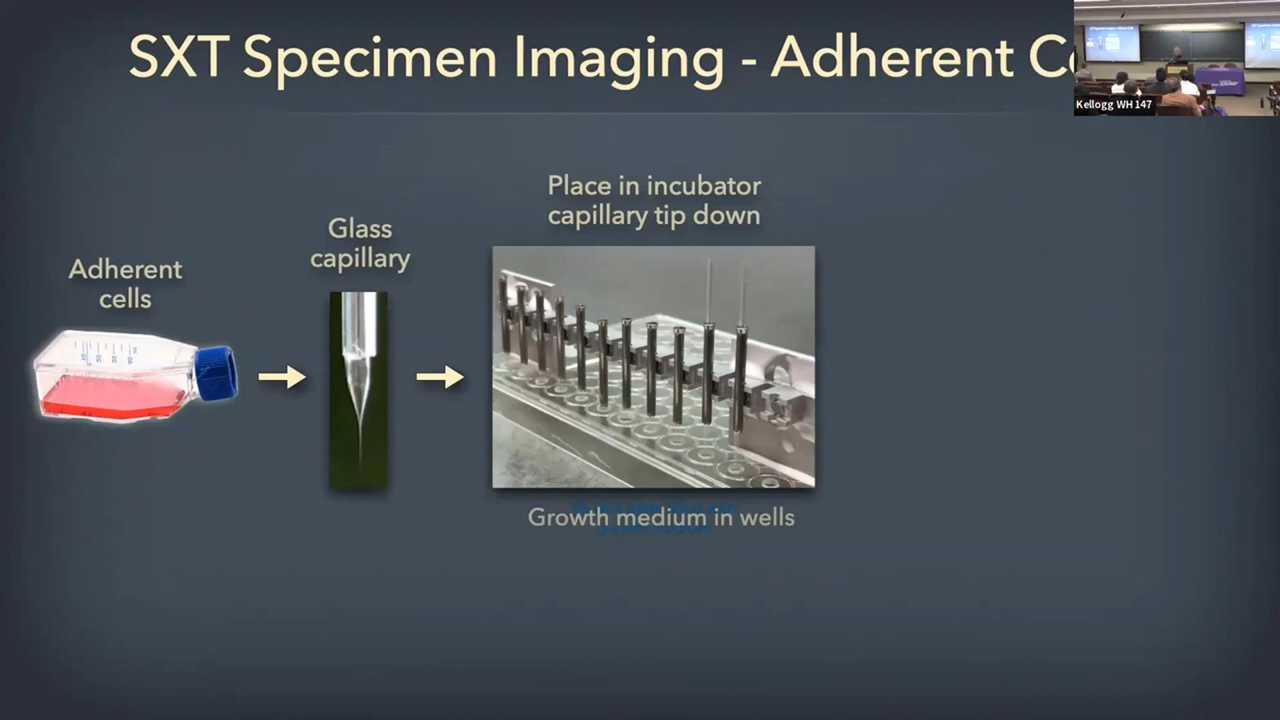 SXT Specimen Imaging - Adherent
Kellogg WH 147
Place in incubator
capillary tip down
Glass
capillary
Adherent
cells
Growth medium in wells